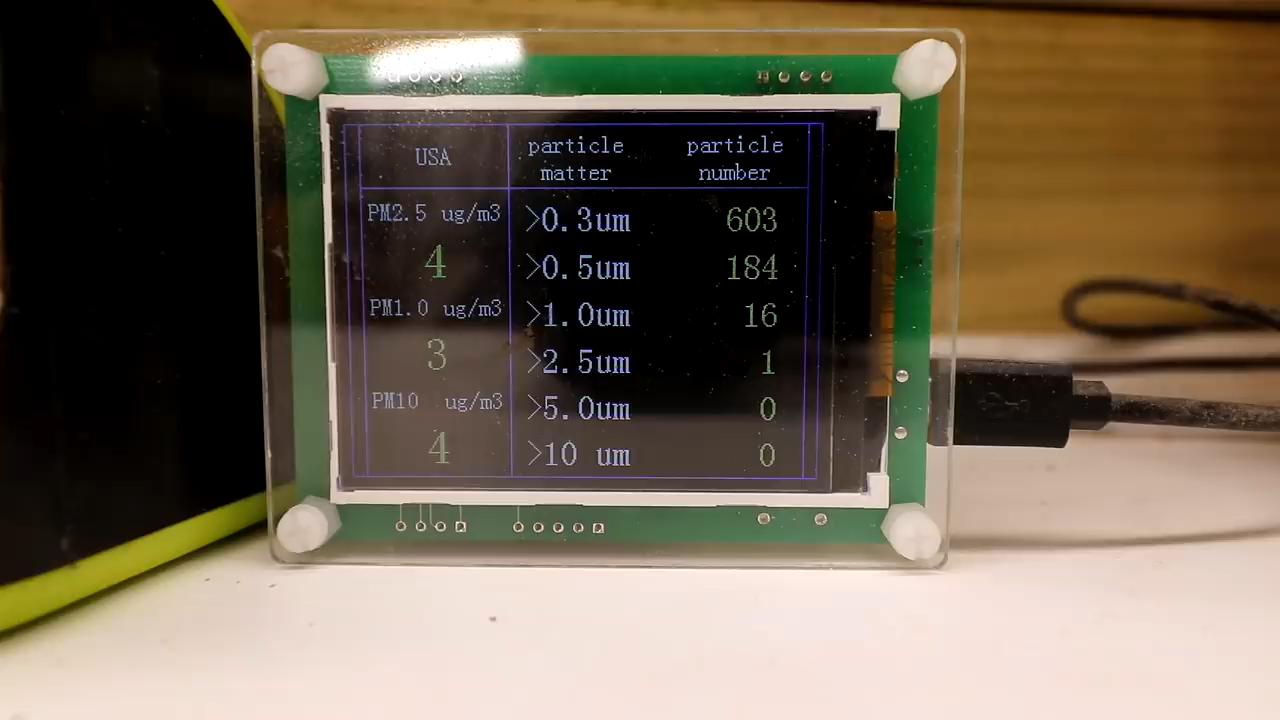 USA
PM2.5 ug/m3
4
PM1.0 ug/m3
3
PM10 ug/m3
4
particle matter
particle number
>0.3um 603
>0.5um 184
>1.0um 16
>2.5um 1
>5.0um 0
>10 um 0